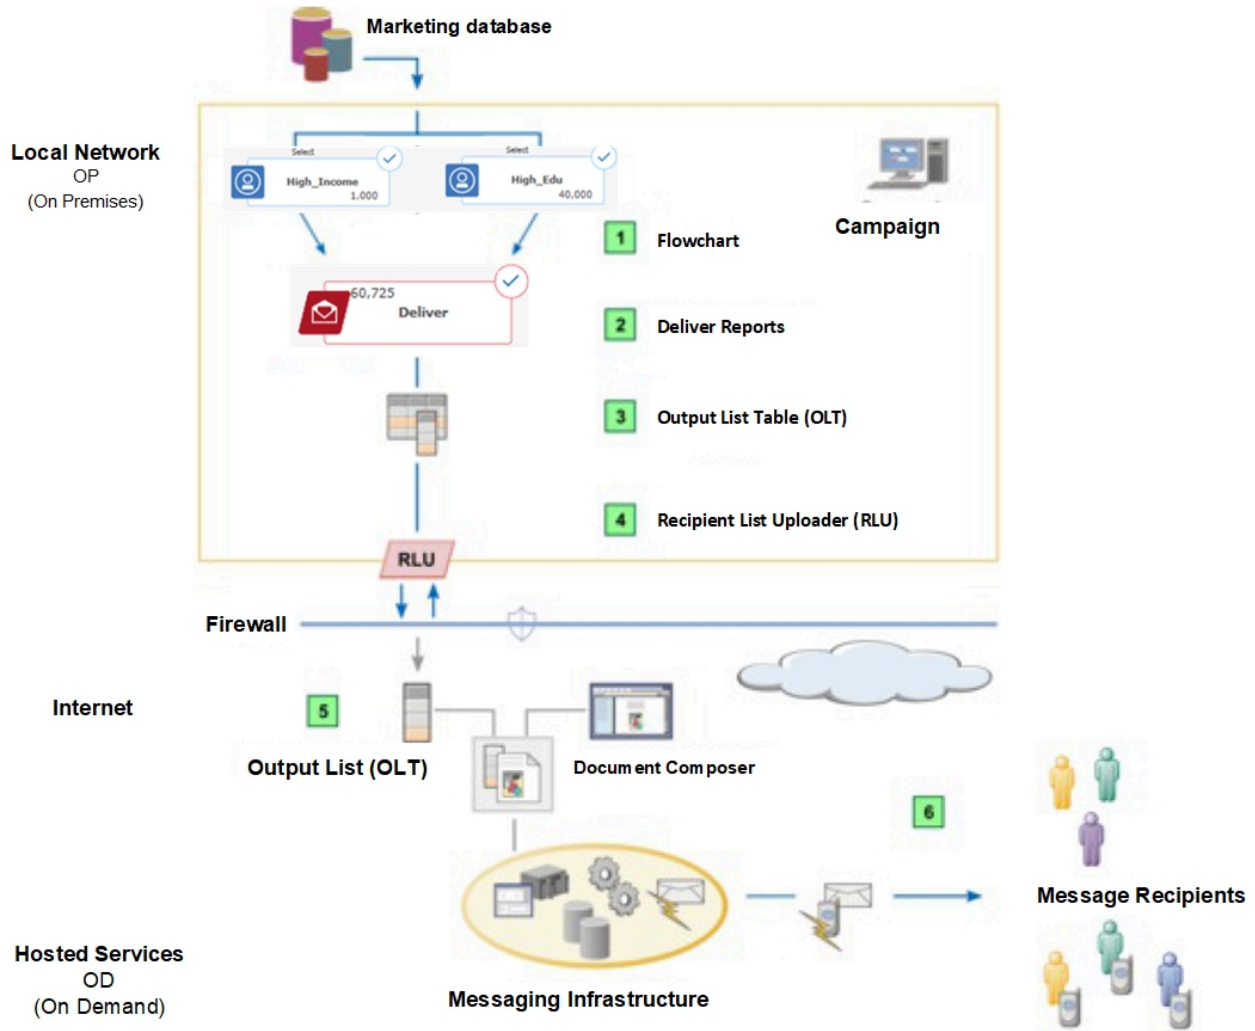 Marketing database
Local Network
OP
(On Premises)
Select
High_Income
1,000
Select
High_Edu
40,000
Campaign
1 Flowchart
60,725
Deliver
2 Deliver Reports
3 Output List Table (OLT)
4 Recipient List Uploader (RLU)
RLU
Firewall
Internet
5
Output List (OLT)
Document Composer
6
Message Recipients
Hosted Services
OD
(On Demand)
Messaging Infrastructure